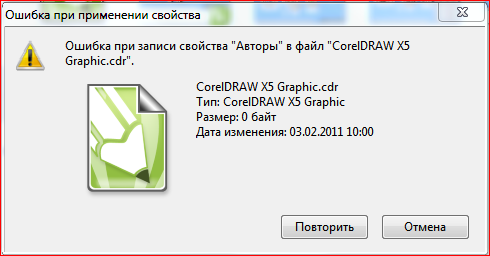 Ошибка при применении свойства
Ошибка при записи свойства "Авторы" в файл "CorelDRAW X5
Graphic.cdr".
CorelDRAW X5 Graphic.cdr
Тип: CorelDRAW X5 Graphic
Размер: 0 байт
Дата изменения: 03.02.2011 10:00
Повторить
Отмена